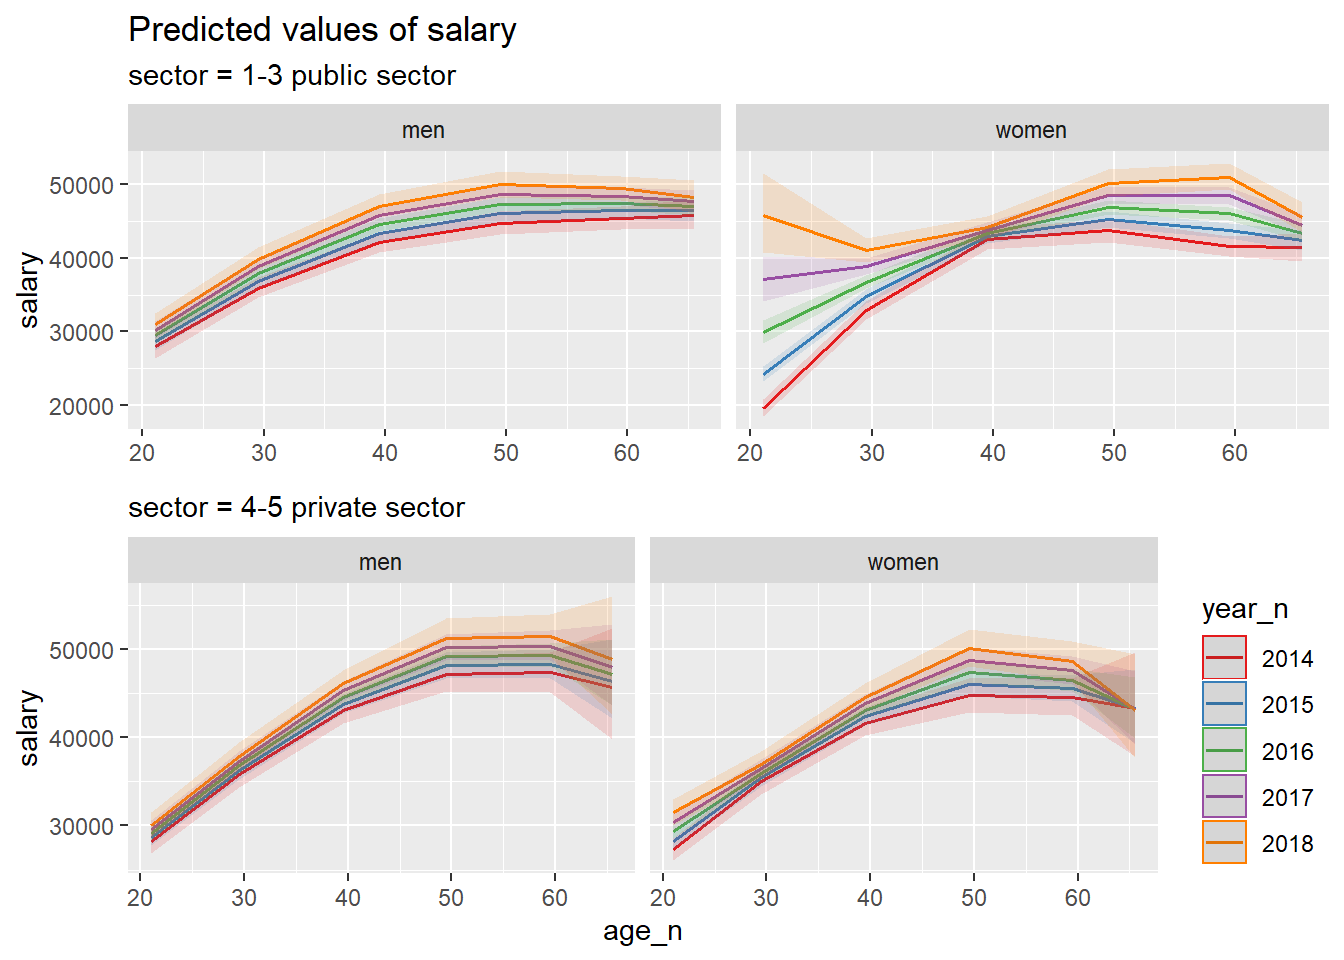 Predicted values of salary
sector = 1-3 public sector
men
women
salary
50000
40000
30000
20000
20 30 40 50 60
20 30 40 50 60
sector = 4-5 private sector
men
women
salary
50000
40000
30000
20 30 40 50 60
20 30 40 50 60
age_n
year_n
2014
2015
2016
2017
2018